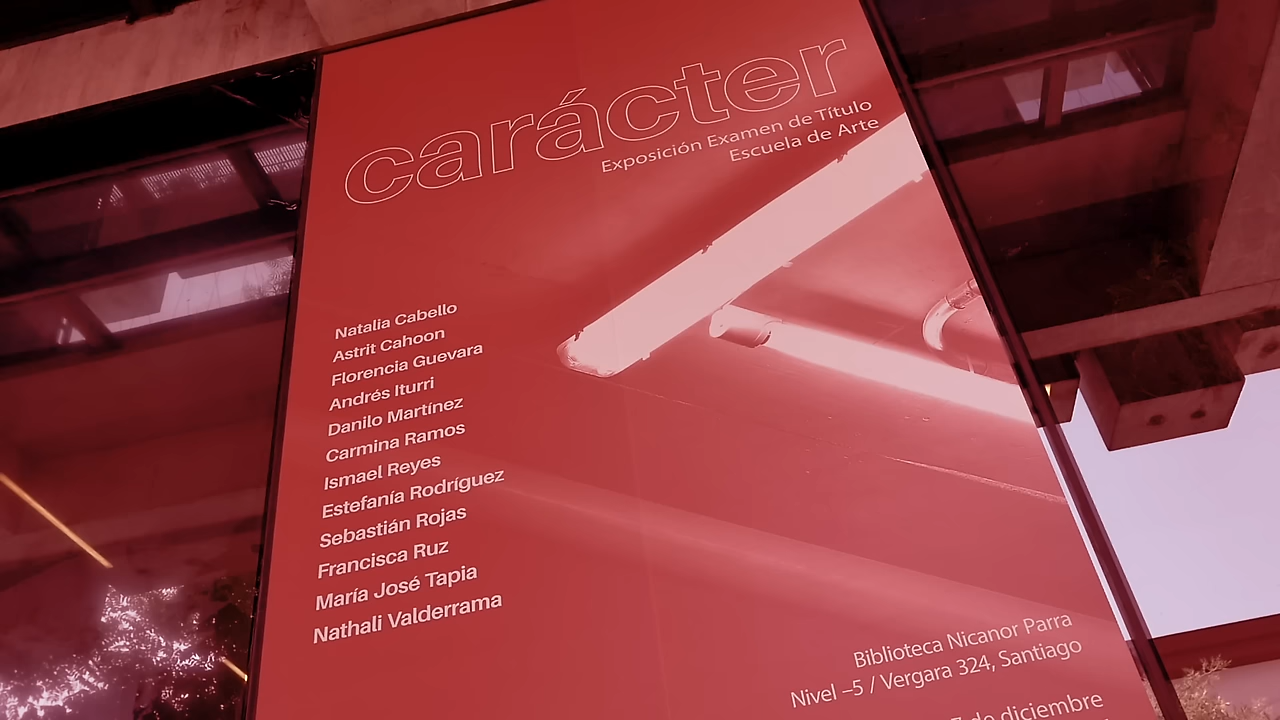 carácter
Exposición Examen de Título
Escuela de Arte
Natalia Cabello
Astrit Cahoon
Florencia Guevara
Andrés Iturri
Danilo Martínez
Carmina Ramos
Ismael Reyes
Estefanía Rodríguez
Sebastián Rojas
Francisca Ruz
María José Tapia
Nathali Valderrama
Biblioteca Nicanor Parra
Nivel –5 / Vergara 324, Santiago
de diciembre